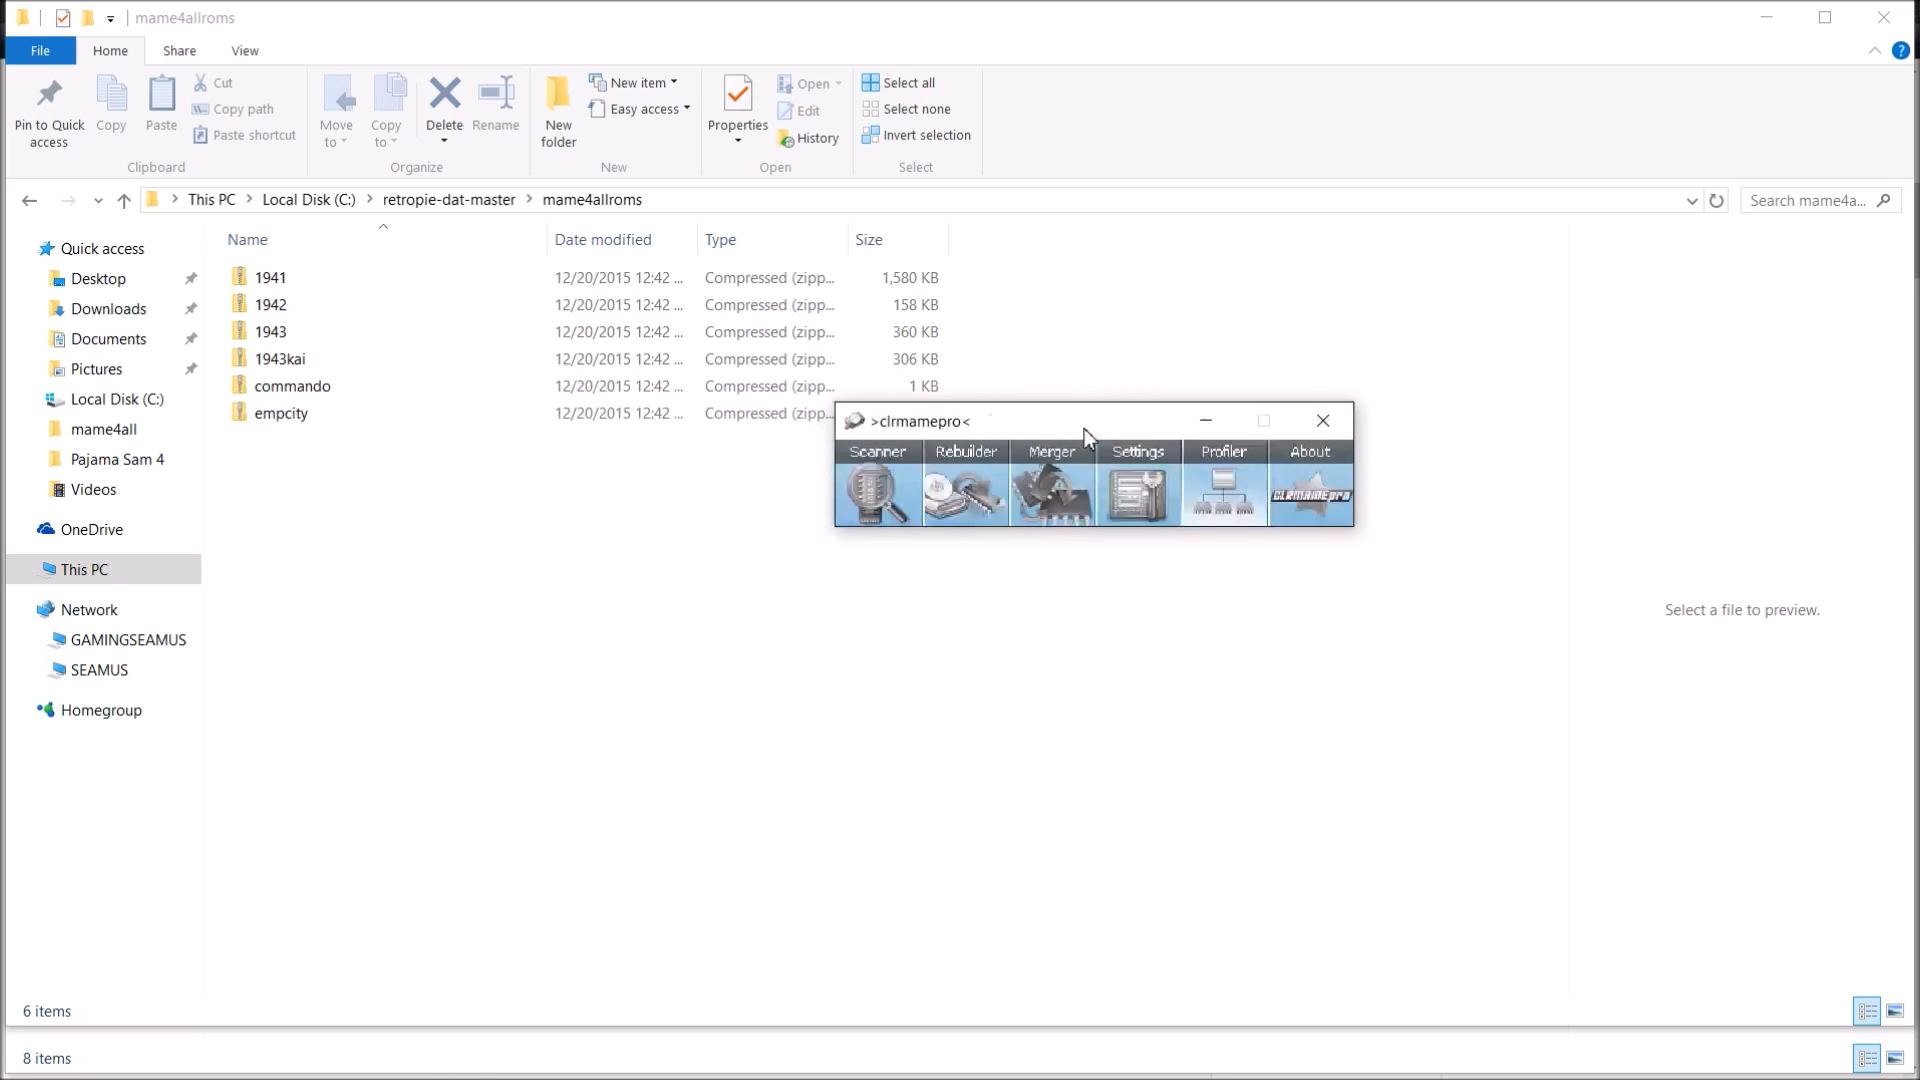 mame4allroms
File Home Share View
Pin to Quick access
Copy
Paste
Cut
Copy path
Paste shortcut
Clipboard
Move to
Copy to
Delete
Rename
Organize
New folder
New item
Easy access
New
Properties
Open
Edit
History
Open
Select all
Select none
Invert selection
Select
This PC > Local Disk (C:) > retropie-dat-master > mame4allroms
Search mame4a...
Name Date modified Type Size
1941 12/20/2015 12:42 ... Compressed (zipp... 1,580 KB
1942 12/20/2015 12:42 ... Compressed (zipp... 158 KB
1943 12/20/2015 12:42 ... Compressed (zipp... 360 KB
1943kai 12/20/2015 12:42 ... Compressed (zipp... 306 KB
commando 12/20/2015 12:42 ... Compressed (zipp... 1 KB
empcity 12/20/2015 12:42 ... Compressed (zipp...
Quick access
Desktop
Downloads
Documents
Pictures
Local Disk (C:)
mame4all
Pajama Sam 4
Videos
OneDrive
This PC
Network
GAMINGSEAMUS
SEAMUS
Homegroup
>clrmamepro<
Scanner Rebuilder Merger Settings Profiler About
CLRMAMEpro
Select a file to preview.
6 items
8 items